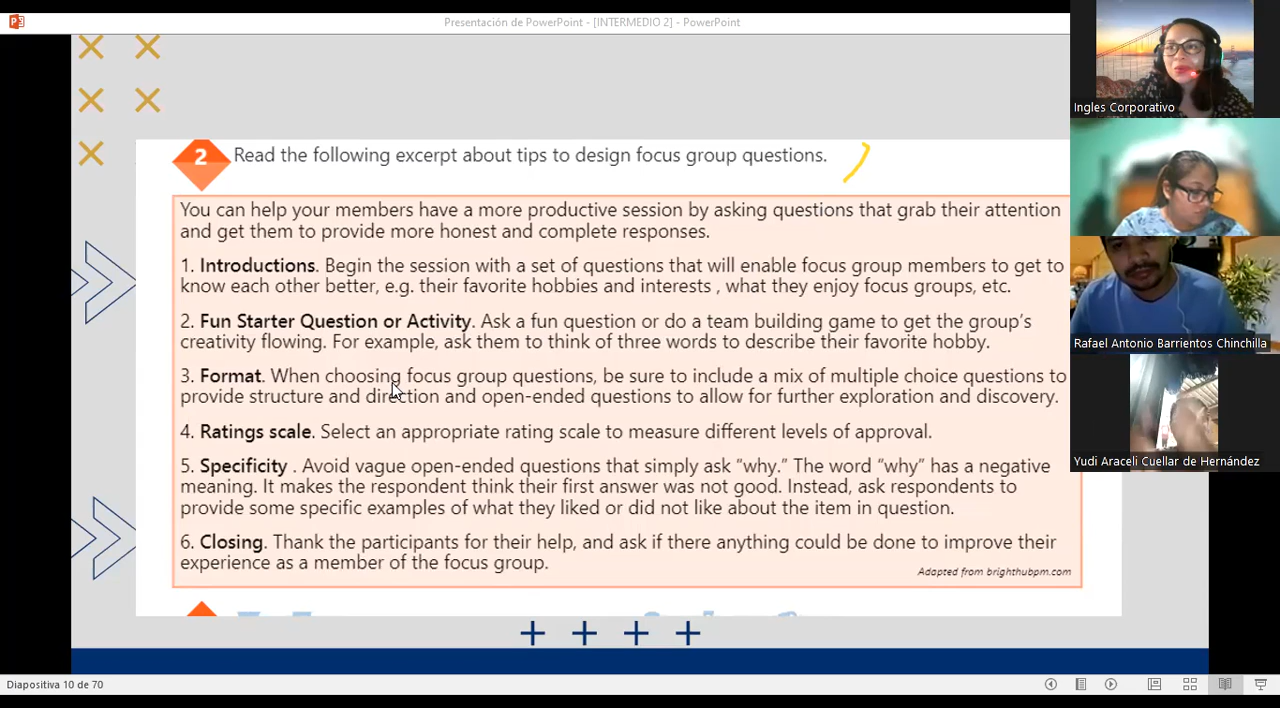 Presentación de PowerPoint - [INTERMEDIO 2] - PowerPoint
Ingles Corporativo
2 Read the following excerpt about tips to design focus group questions.
You can help your members have a more productive session by asking questions that grab their attention
and get them to provide more honest and complete responses.
1. Introductions. Begin the session with a set of questions that will enable focus group members to get to
know each other better, e.g. their favorite hobbies and interests , what they enjoy focus groups, etc.
2. Fun Starter Question or Activity. Ask a fun question or do a team building game to get the group's
creativity flowing. For example, ask them to think of three words to describe their favorite hobby.
Rafael Antonio Barrientos Chinchilla
3. Format. When choosing focus group questions, be sure to include a mix of multiple choice questions to
provide structure and direction and open-ended questions to allow for further exploration and discovery.
4. Ratings scale. Select an appropriate rating scale to measure different levels of approval.
Yudi Araceli Cuellar de Hernández
5. Specificity . Avoid vague open-ended questions that simply ask “why.” The word “why” has a negative
meaning. It makes the respondent think their first answer was not good. Instead, ask respondents to
provide some specific examples of what they liked or did not like about the item in question.
6. Closing. Thank the participants for their help, and ask if there anything could be done to improve their
experience as a member of the focus group.
Adapted from brighthubpm.com
Diapositiva 10 de 70